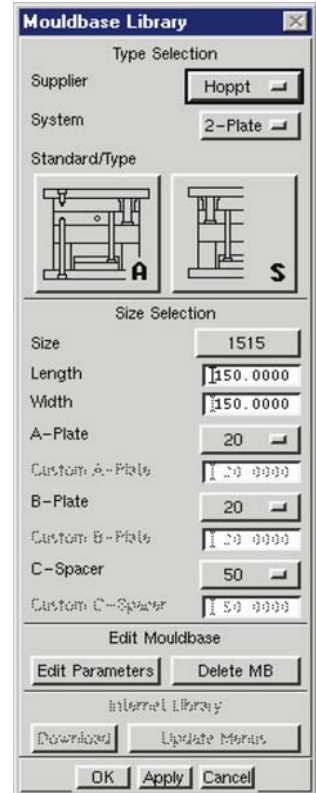 Mouldbase Library
Type Selection
Supplier Hoppt
System 2-Plate
Standard/Type
A S
Size Selection
Size 1515
Length 150.0000
Width 150.0000
A-Plate 20
Custom A-Plate 20 0000
B-Plate 20
Custom B-Plate 20 0000
C-Spacer 50
Custom C-Spacer 50 0000
Edit Mouldbase
Edit Parameters Delete MB
Internet Library
Download Update Menus
OK Apply Cancel